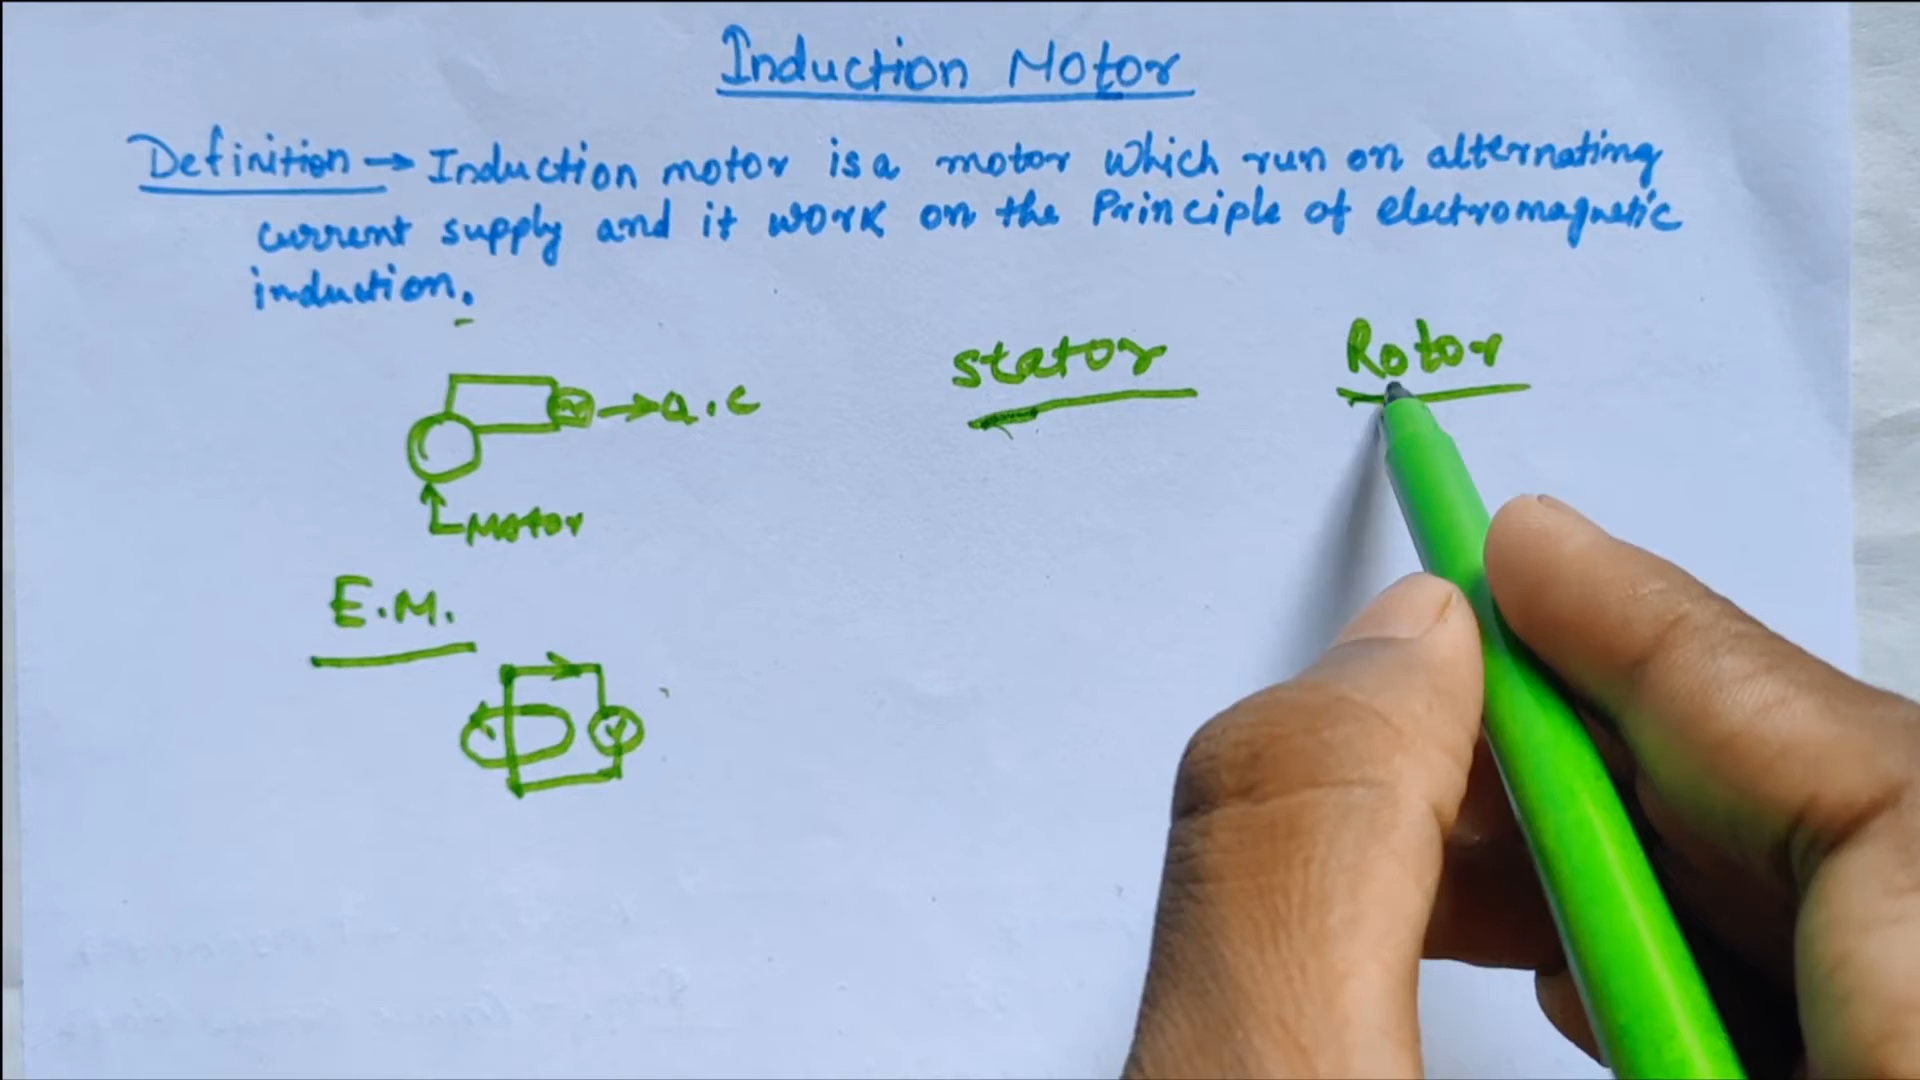 Induction Motor
Definition → Induction motor is a motor which run on alternating
current supply and it work on the Principle of electromagnetic
induction.
Stator Rotor
→ a.c
Motor
E.M.
V